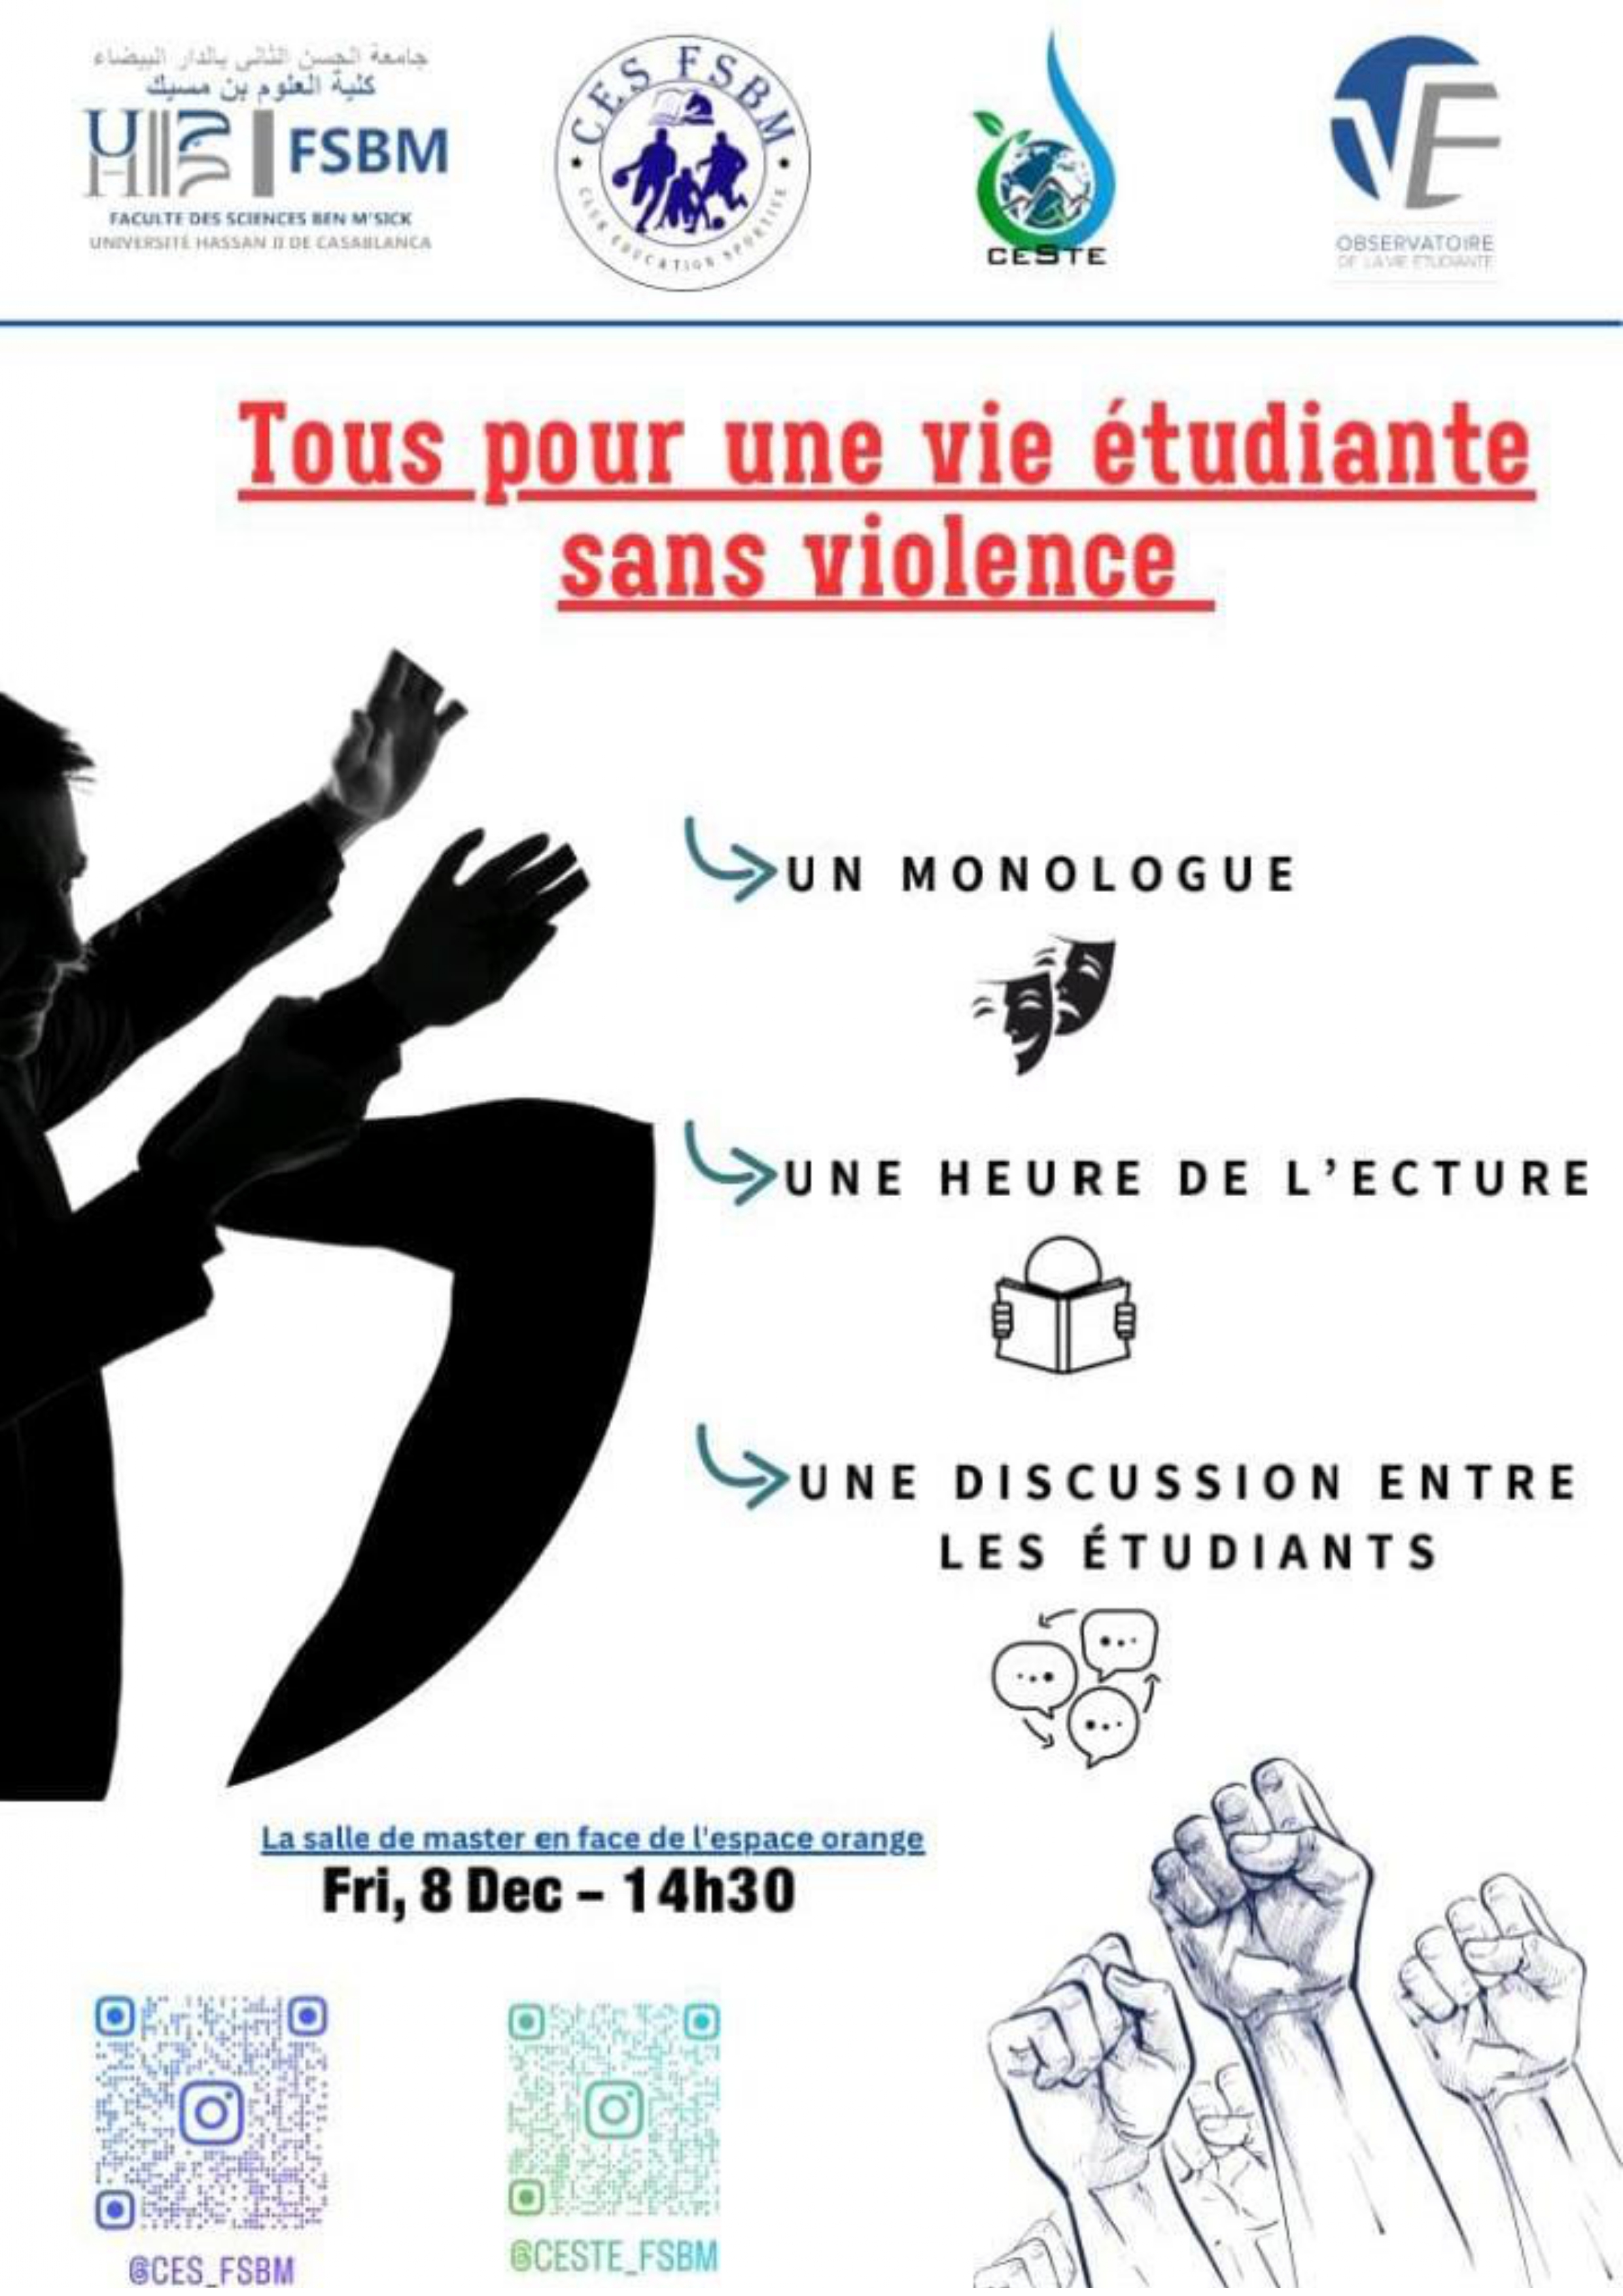 جامعة الحسن الثاني بالدار البيضاء
كلية العلوم بن مسيك
FSBM
FACULTE DES SCIENCES BEN M'SICK
UNIVERSITÉ HASSAN II DE CASABLANCA
CES FSBM
CLUB EDUCATION SPORTIVE
CESTE
VE
OBSERVATOIRE
DE LA VIE ETUDIANTE
Tous pour une vie étudiante
sans violence
UN MONOLOGUE
UNE HEURE DE L'ECTURE
UNE DISCUSSION ENTRE
LES ÉTUDIANTS
La salle de master en face de l'espace orange
Fri, 8 Dec – 14h30
@CES_FSBM
@CESTE_FSBM